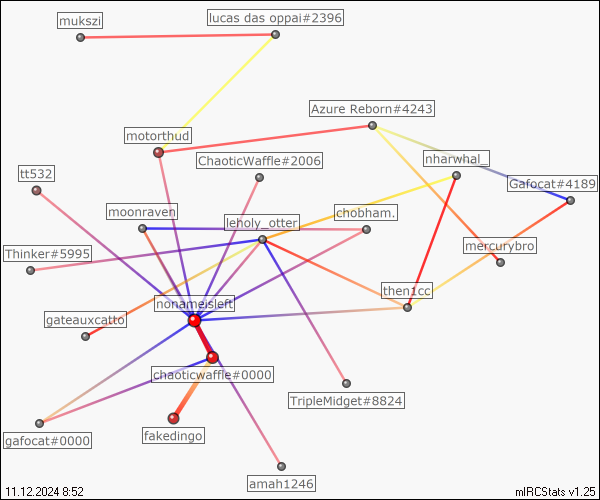 lucas das oppai#2396
mukszi
Azure Reborn#4243
motorthud
ChaoticWaffle#2006
nharwhal_
tt532
Gafocat#4189
moonraven
chobham.
leholy_otter
mercurybro
Thinker#5995
then1cc
nonameisleft
gateauxcatto
chaoticwaffle#0000
TripleMidget#8824
fakedingo
gafocat#0000
amah1246
11.12.2024 8:52
mIRCStats v1.25